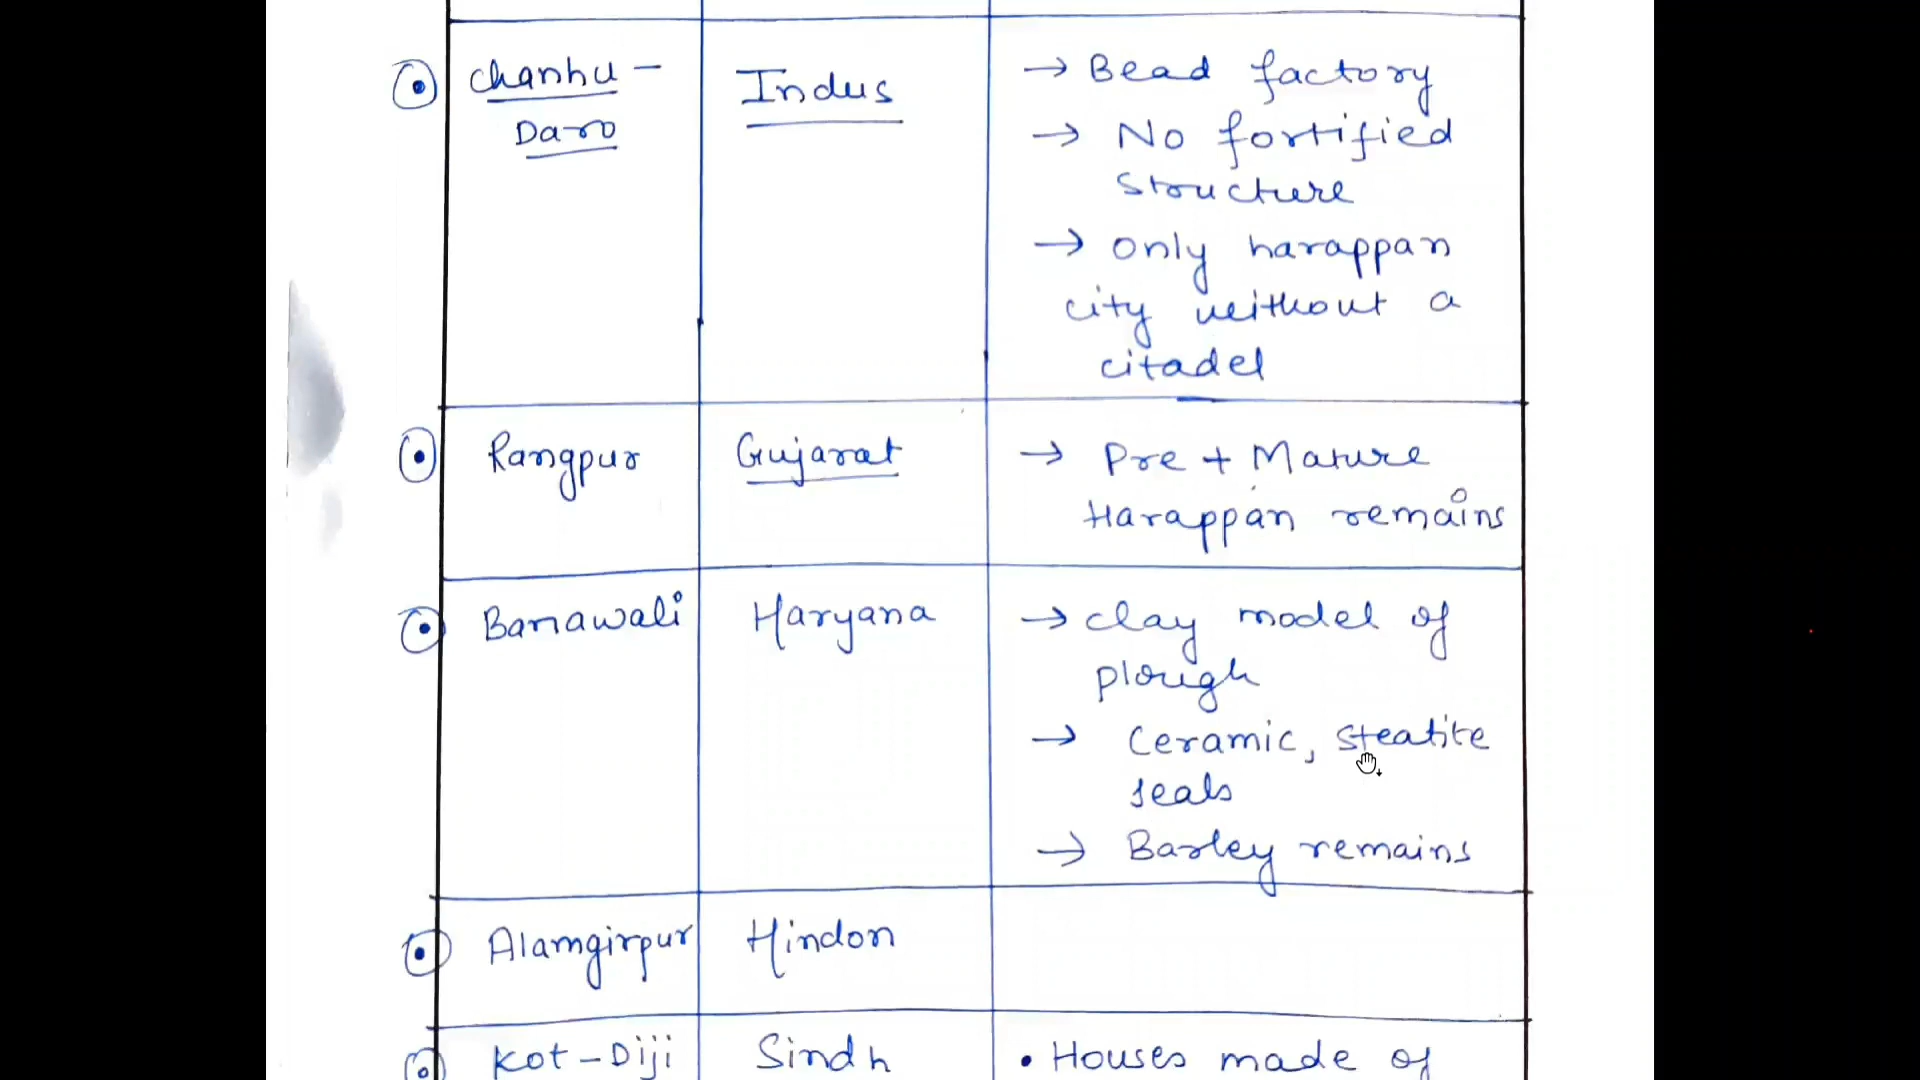 Chanhu-
Daro
Indus
→ Bead factory
→ No fortified
structure
→ only harappan
city without a
citadel
Rangpur
Gujarat
→ Pre + Mature
Harappan remains
Banawali
Haryana
→ clay model of
plough
→ Ceramic, steatite
seals
→ Barley remains
Alamgirpur
Hindon
Kot-Diji
Sindh
• Houses made of